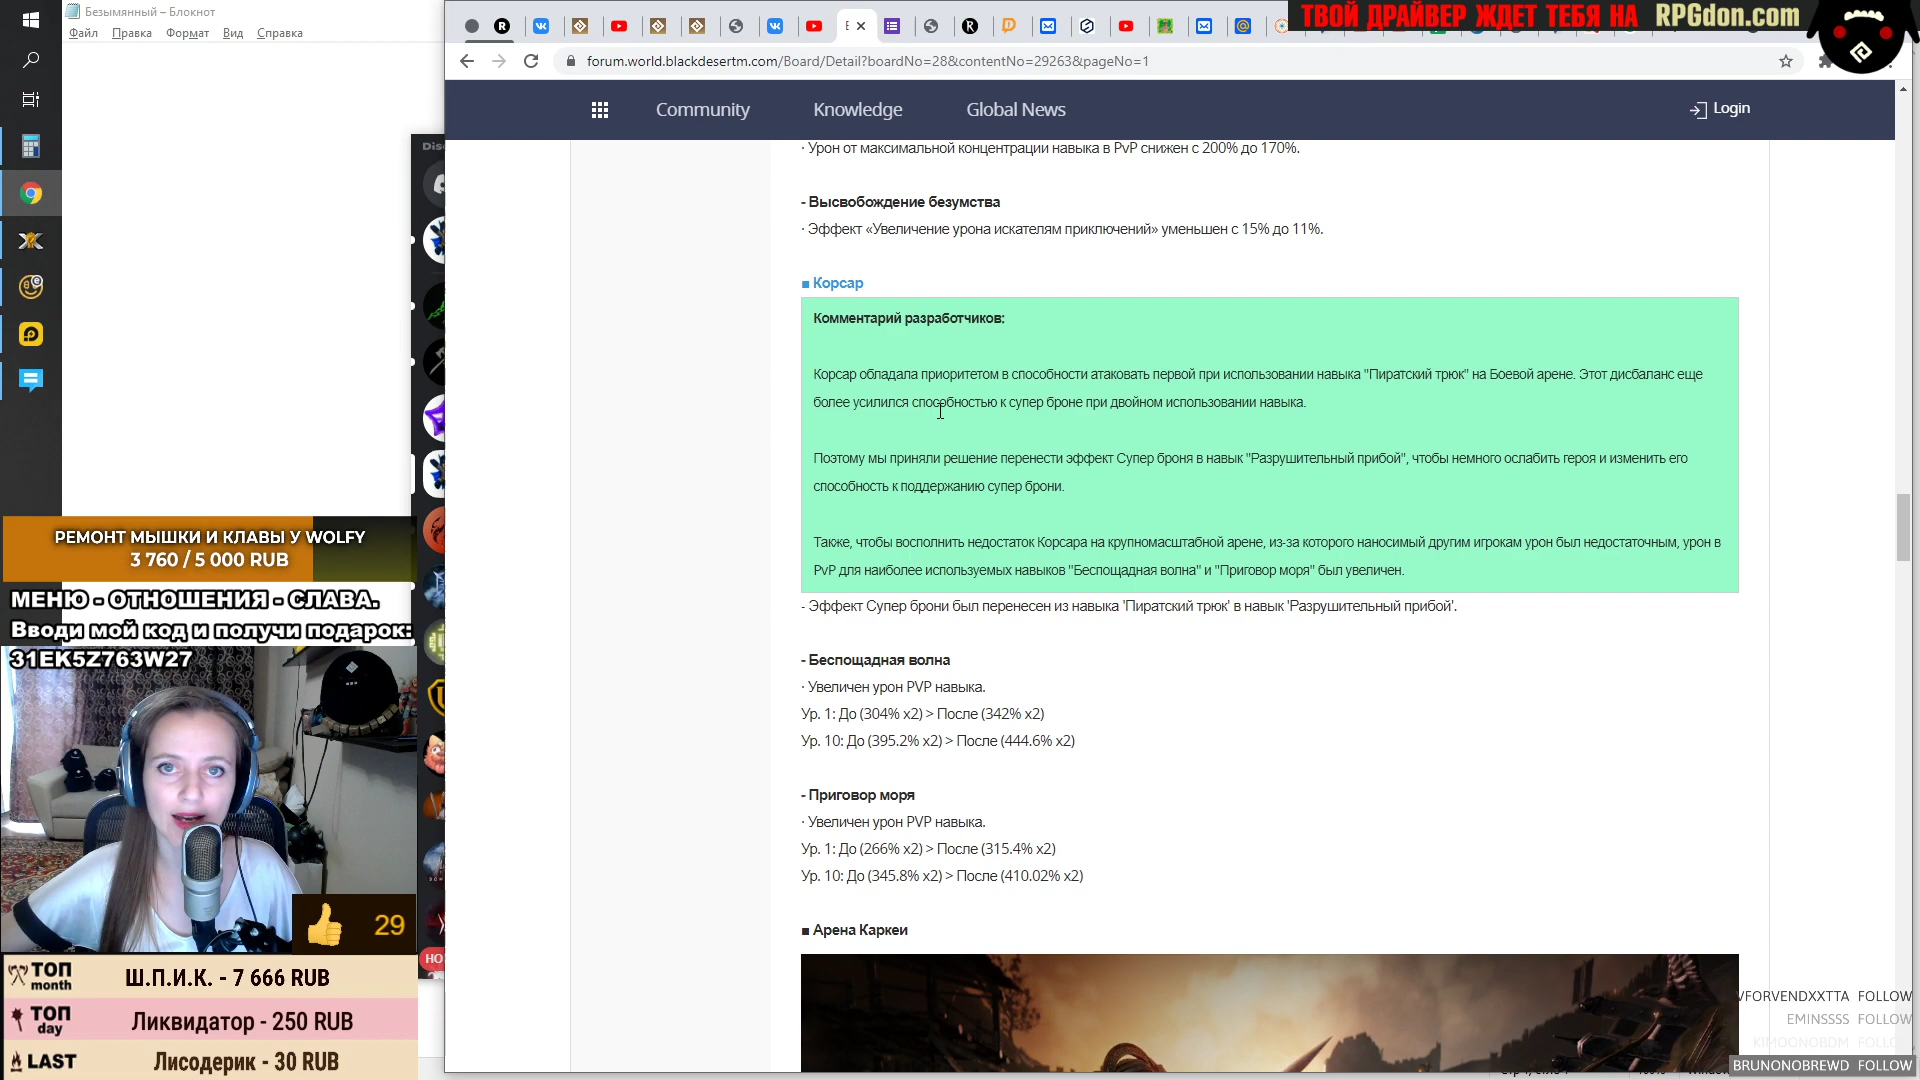 Безымянный – Блокнот
Файл Правка Формат Вид Справка
ТВОЙ ДРАЙВЕР ЖДЕТ ТЕБЯ НА RPGdon.com
forum.world.blackdesertm.com/Board/Detail?boardNo=28&contentNo=29263&pageNo=1
Community Knowledge Global News Login
· Урон от максимальной концентрации навыка в PvP снижен с 200% до 170%.
- Высвобождение безумства
· Эффект «Увеличение урона искателям приключений» уменьшен с 15% до 11%.
■ Корсар
Комментарий разработчиков:
Корсар обладала приоритетом в способности атаковать первой при использовании навыка "Пиратский трюк" на Боевой арене. Этот дисбаланс еще
более усилился способностью к супер броне при двойном использовании навыка.
Поэтому мы приняли решение перенести эффект Супер броня в навык "Разрушительный прибой", чтобы немного ослабить героя и изменить его
способность к поддержанию супер брони.
Также, чтобы восполнить недостаток Корсара на крупномасштабной арене, из-за которого наносимый другим игрокам урон был недостаточным, урон в
PvP для наиболее используемых навыков "Беспощадная волна" и "Приговор моря" был увеличен.
- Эффект Супер брони был перенесен из навыка 'Пиратский трюк' в навык 'Разрушительный прибой'.
- Беспощадная волна
· Увеличен урон PVP навыка.
Ур. 1: До (304% x2) > После (342% x2)
Ур. 10: До (395.2% x2) > После (444.6% x2)
- Приговор моря
· Увеличен урон PVP навыка.
Ур. 1: До (266% x2) > После (315.4% x2)
Ур. 10: До (345.8% x2) > После (410.02% x2)
■ Арена Каркеи
РЕМОНТ МЫШКИ И КЛАВЫ У WOLFY
3 760 / 5 000 RUB
МЕНЮ - ОТНОШЕНИЯ - СЛАВА.
Вводи мой код и получи подарок:
31EK5Z763W27
29
ТОП month Ш.П.И.К. - 7 666 RUB
ТОП day Ликвидатор - 250 RUB
LAST Лисодерик - 30 RUB
VFORVENDXXTTA FOLLOW
EMINSSSS FOLLOW
KIMOONOBDM
BRUNONOBREWD FOLLOW